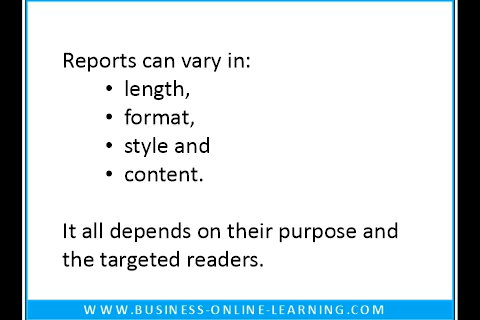 Reports can vary in:
• length,
• format,
• style and
• content.
It all depends on their purpose and
the targeted readers.
WWW.BUSINESS-ONLINE-LEARNING.COM